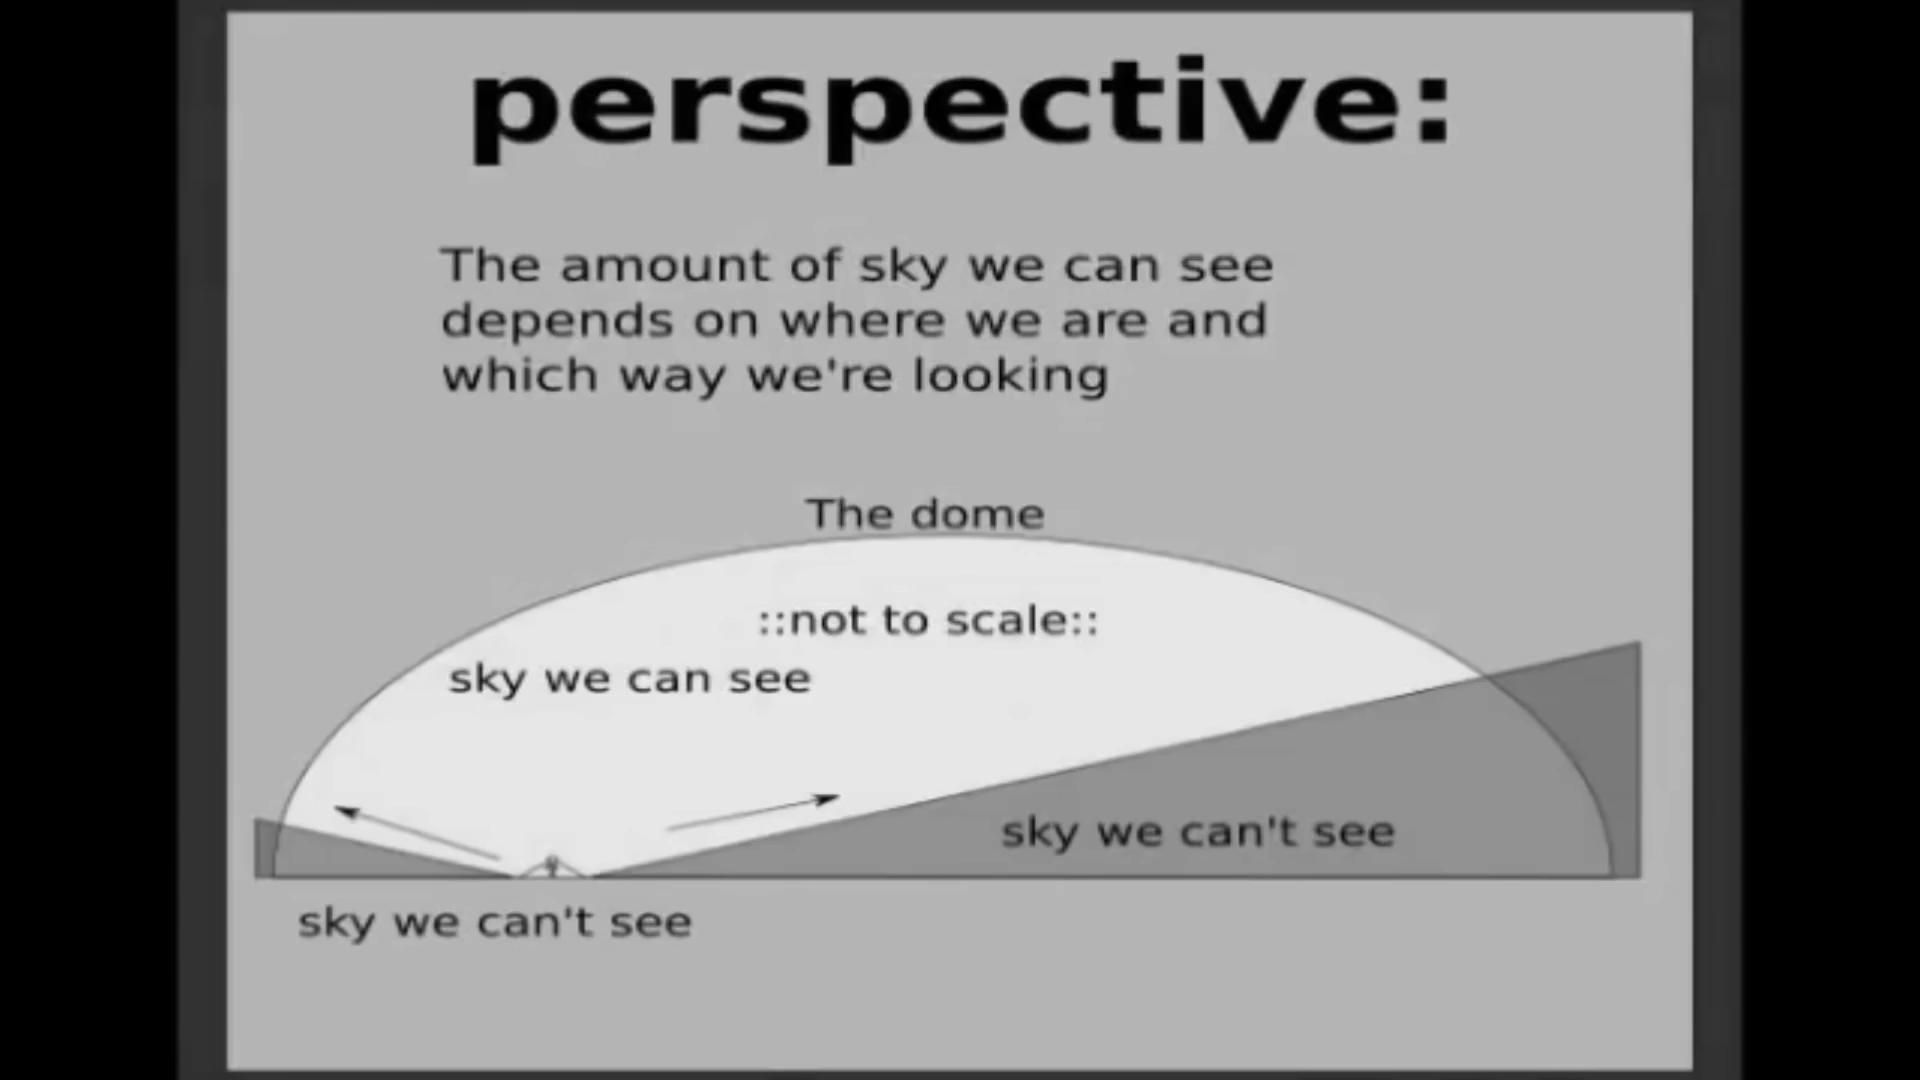 perspective:
The amount of sky we can see
depends on where we are and
which way we're looking
The dome
::not to scale::
sky we can see
sky we can't see
sky we can't see